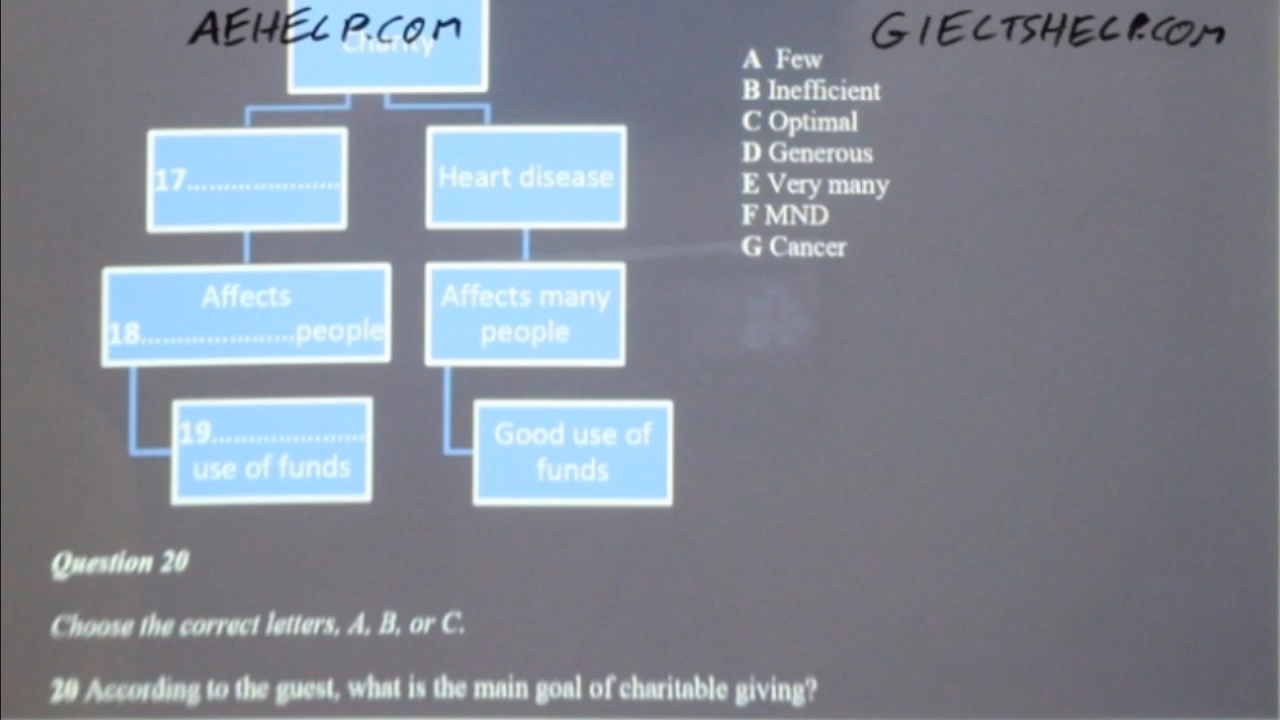 AEHELP.COM
GIELTSHELP.COM
Charity
17....................
Heart disease
Affects
18....................people
Affects many
people
19....................
use of funds
Good use of
funds
A Few
B Inefficient
C Optimal
D Generous
E Very many
F MND
G Cancer
Question 20
Choose the correct letters, A, B, or C.
20 According to the guest, what is the main goal of charitable giving?